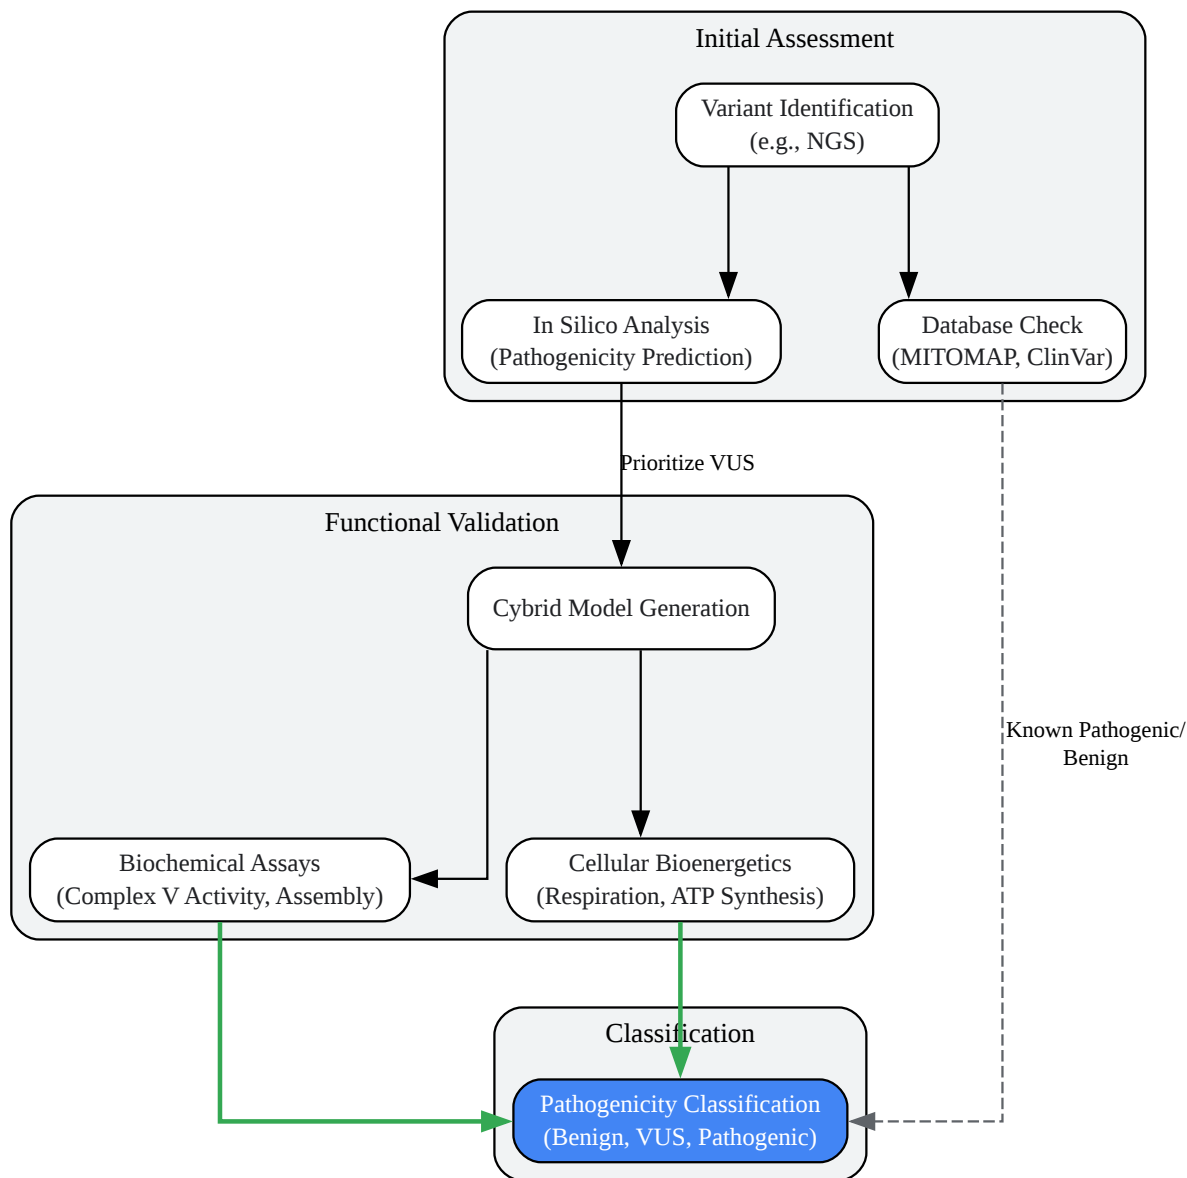 Initial Assessment
Variant Identification
(e.g., NGS)
In Silico Analysis
(Pathogenicity Prediction)
Database Check
(MITOMAP, ClinVar)
Prioritize VUS
Functional Validation
Cybrid Model Generation
Known Pathogenic/
Benign
Biochemical Assays
(Complex V Activity, Assembly)
Cellular Bioenergetics
(Respiration, ATP Synthesis)
Classification
Pathogenicity Classification
(Benign, VUS, Pathogenic)